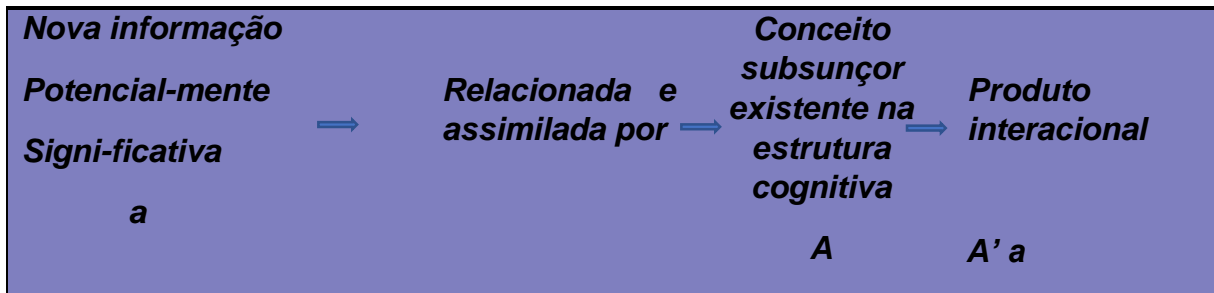 Nova informação
Potencial-mente
Signi-ficativa
a
Relacionada e
assimilada por
Conceito
subsunçor
existente na
estrutura
cognitiva
A
Produto
interacional
A’ a